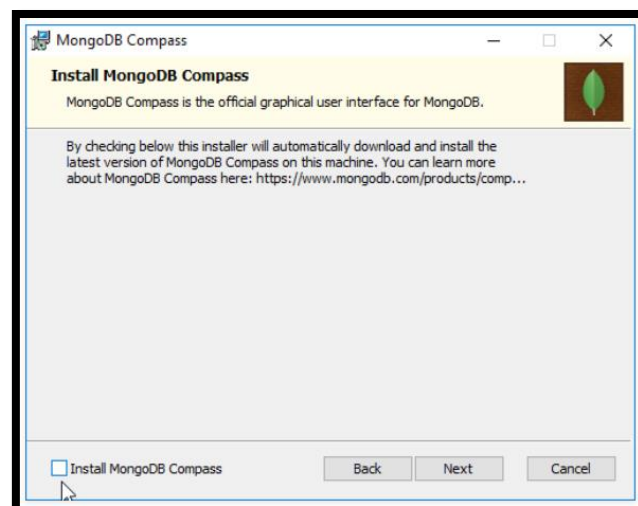 MongoDB Compass
Install MongoDB Compass
MongoDB Compass is the official graphical user interface for MongoDB.
By checking below this installer will automatically download and install the
latest version of MongoDB Compass on this machine. You can learn more
about MongoDB Compass here: https://www.mongodb.com/products/comp...
Install MongoDB Compass
Back
Next
Cancel